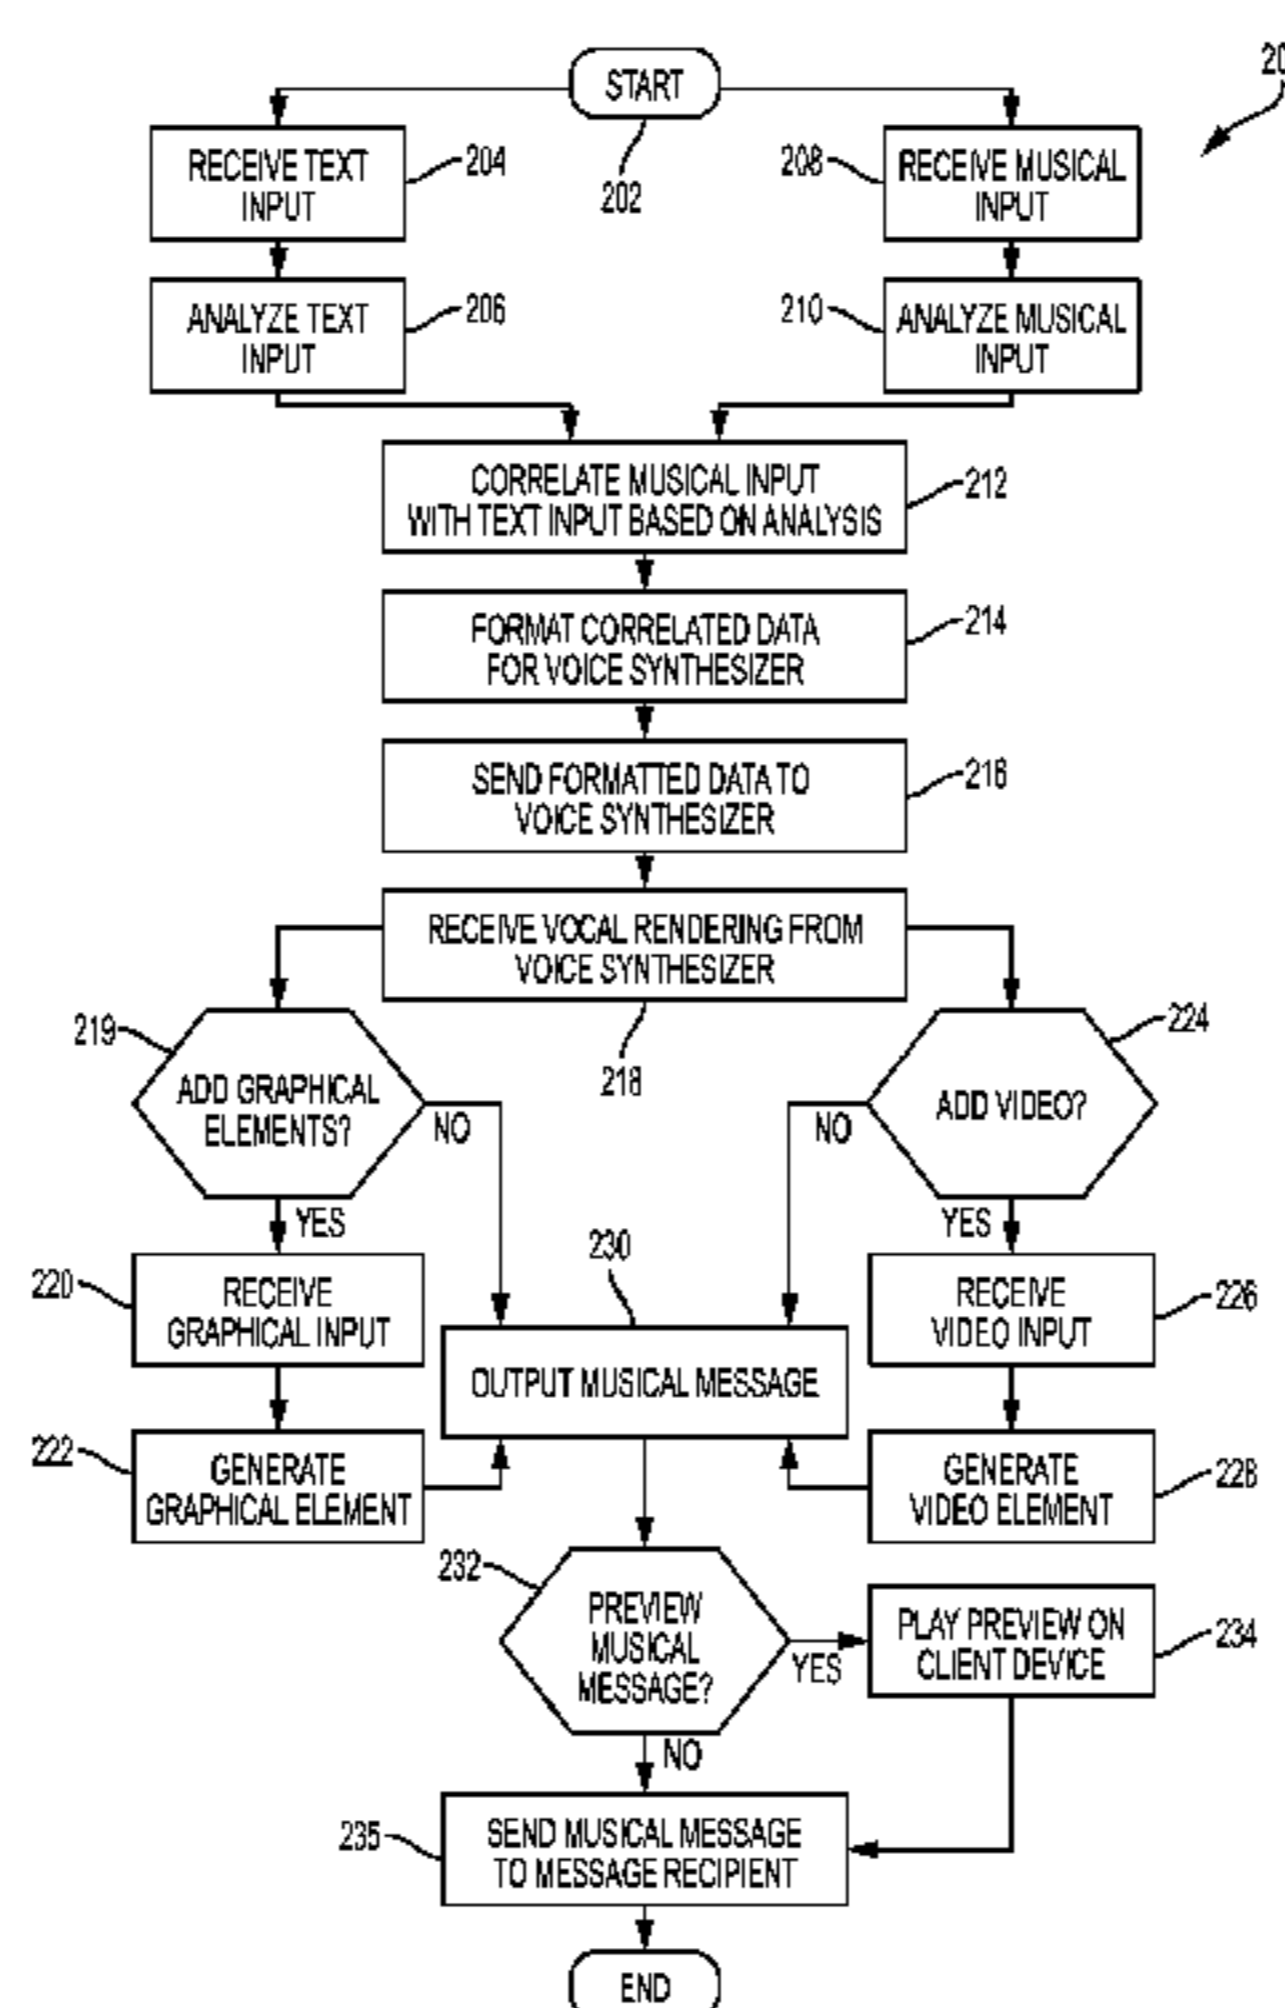 START
20
202
RECEIVE TEXT
INPUT
204
208
RECEIVE MUSICAL
INPUT
ANALYZE TEXT
INPUT
206
210
ANALYZE MUSICAL
INPUT
CORRELATE MUSICAL INPUT
WITH TEXT INPUT BASED ON ANALYSIS
212
FORMAT CORRELATED DATA
FOR VOICE SYNTHESIZER
214
SEND FORMATTED DATA TO
VOICE SYNTHESIZER
216
RECEIVE VOCAL RENDERING FROM
VOICE SYNTHESIZER
218
219
ADD GRAPHICAL
ELEMENTS?
NO
YES
224
ADD VIDEO?
NO
YES
220
RECEIVE
GRAPHICAL INPUT
230
OUTPUT MUSICAL MESSAGE
RECEIVE
VIDEO INPUT
226
222
GENERATE
GRAPHICAL ELEMENT
GENERATE
VIDEO ELEMENT
228
232
PREVIEW
MUSICAL
MESSAGE?
YES
NO
PLAY PREVIEW ON
CLIENT DEVICE
234
235
SEND MUSICAL MESSAGE
TO MESSAGE RECIPIENT
END